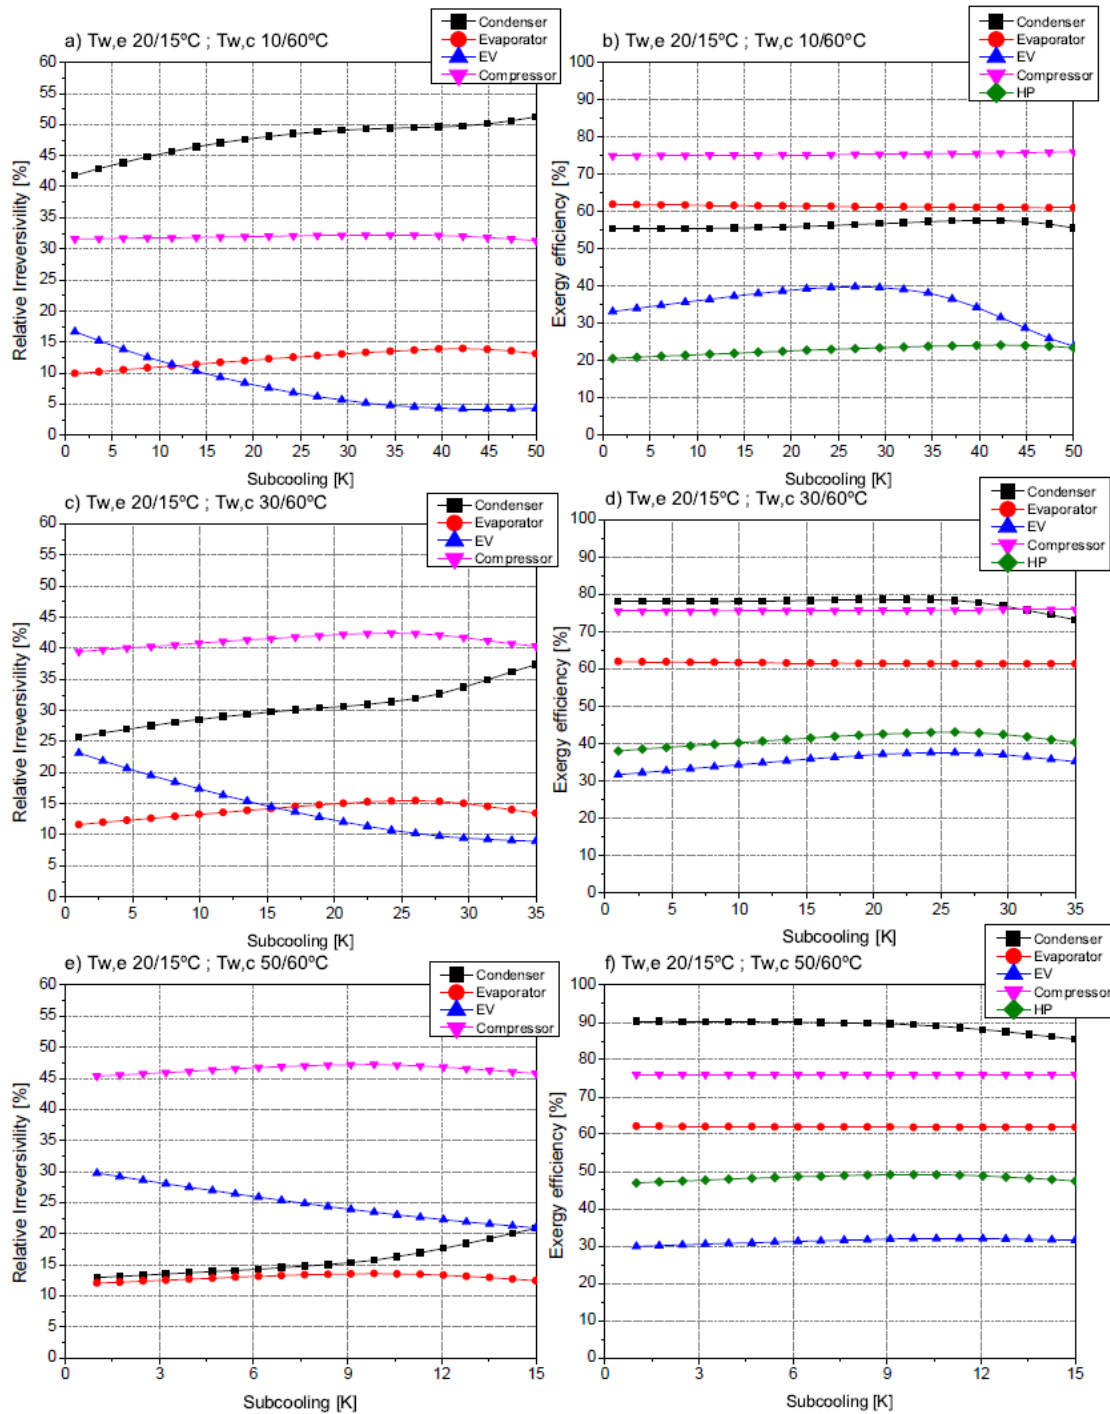 a) Tw,e 20/15ºC ; Tw,c 10/60ºC
Condenser
Evaporator
EV
Compressor
Relative Irreversivility [%]
60
55
50
45
40
35
30
25
20
15
10
5
0
0 5 10 15 20 25 30 35 40 45 50
Subcooling [K]
b) Tw,e 20/15ºC ; Tw,c 10/60ºC
Condenser
Evaporator
EV
Compressor
HP
Exergy efficiency [%]
100
90
80
70
60
50
40
30
20
10
0
0 5 10 15 20 25 30 35 40 45 50
Subcooling [K]
c) Tw,e 20/15ºC ; Tw,c 30/60ºC
Condenser
Evaporator
EV
Compressor
Relative Irreversivility [%]
60
55
50
45
40
35
30
25
20
15
10
5
0
0 5 10 15 20 25 30 35
Subcooling [K]
d) Tw,e 20/15ºC ; Tw,c 30/60ºC
Condenser
Evaporator
EV
Compressor
HP
Exergy efficiency [%]
100
90
80
70
60
50
40
30
20
10
0
0 5 10 15 20 25 30 35
Subcooling [K]
e) Tw,e 20/15ºC ; Tw,c 50/60ºC
Condenser
Evaporator
EV
Compressor
Relative Irreversivility [%]
60
55
50
45
40
35
30
25
20
15
10
5
0
0 3 6 9 12 15
Subcooling [K]
f) Tw,e 20/15ºC ; Tw,c 50/60ºC
Condenser
Evaporator
EV
Compressor
HP
Exergy efficiency [%]
100
90
80
70
60
50
40
30
20
10
0
0 3 6 9 12 15
Subcooling [K]